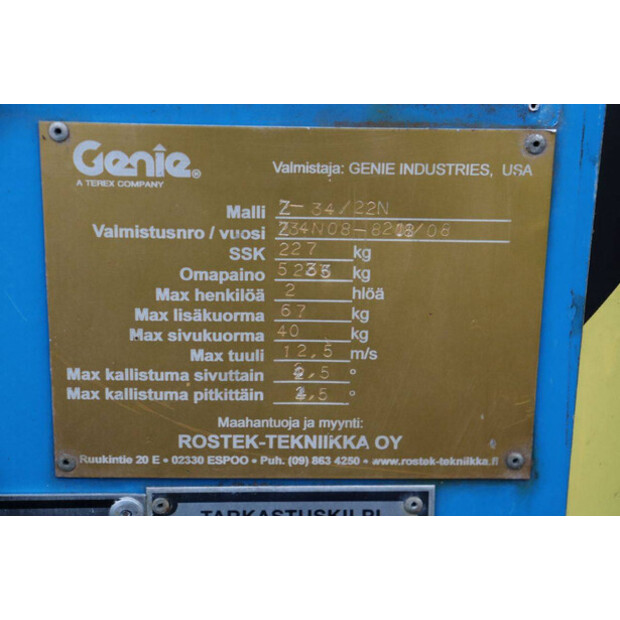 Genie®
A TEREX COMPANY
Valmistaja: GENIE INDUSTRIES, USA
Malli Z-34/22N
Valmistusnro / vuosi
SSK 227 kg
Omapaino kg
Max henkilöä 2 hlöä
Max lisäkuorma 67 kg
Max sivukuorma 40 kg
Max tuuli 12,5 m/s
Max kallistuma sivuttain °
Max kallistuma pitkittäin °
Maahantuoja ja myynti:
ROSTEK-TEKNIIKKA OY
Ruukintie 20 E • 02330 ESPOO • Puh. (09) 863 4250 • www.rostek-tekniikka.fi
TARKASTUSKILPI